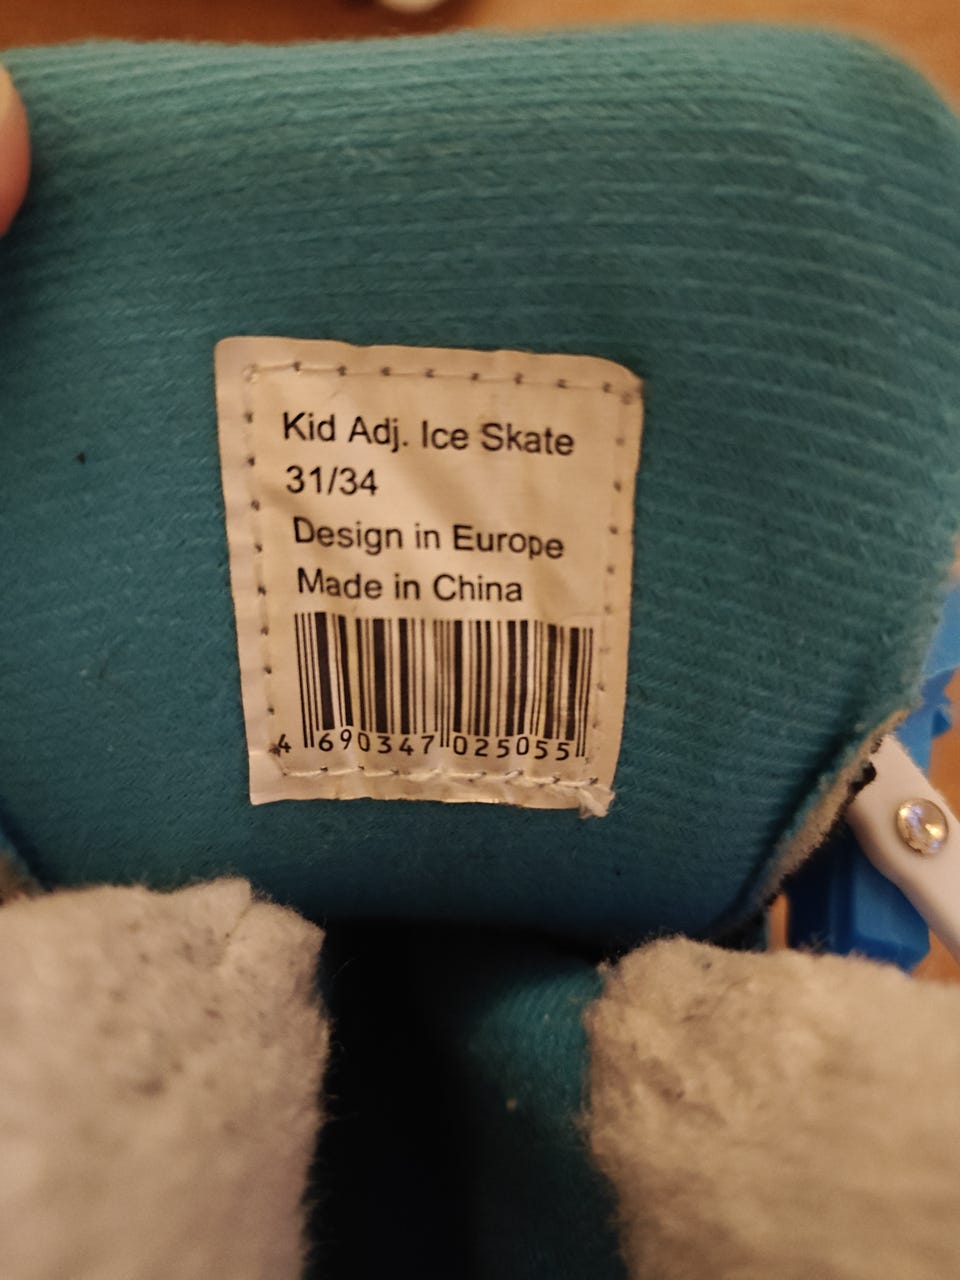 Kid Adj. Ice Skate
31/34
Design in Europe
Made in China
4 690347 025055